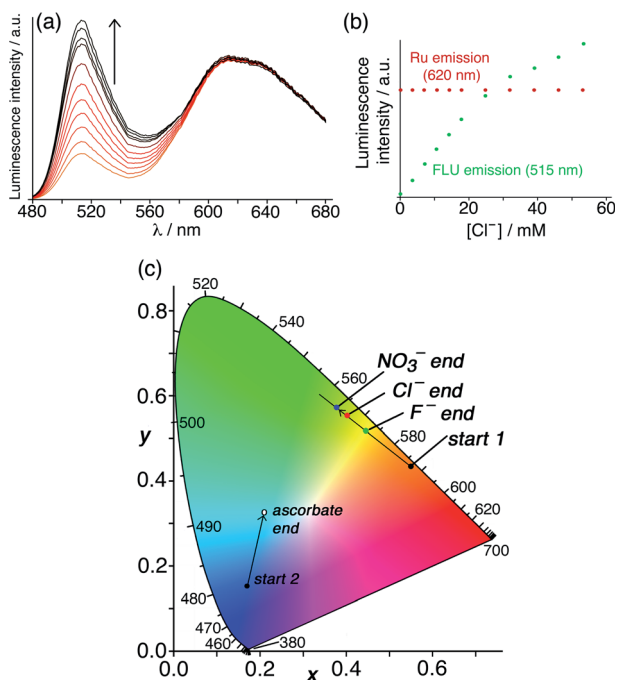 (a)
Luminescence intensity / a.u.
480
520
560
600
640
680
λ / nm
(b)
Luminescence
intensity / a.u.
Ru emission
(620 nm)
FLU emission (515 nm)
0
20
40
60
[Cl⁻] / mM
(c)
0.8
0.6
y
0.4
0.2
0.0
0.0
0.2
0.4
0.6
x
520
540
560
580
600
620
700
500
490
480
470
460
380
NO₃⁻ end
Cl⁻ end
F⁻ end
start 1
ascorbate
end
start 2